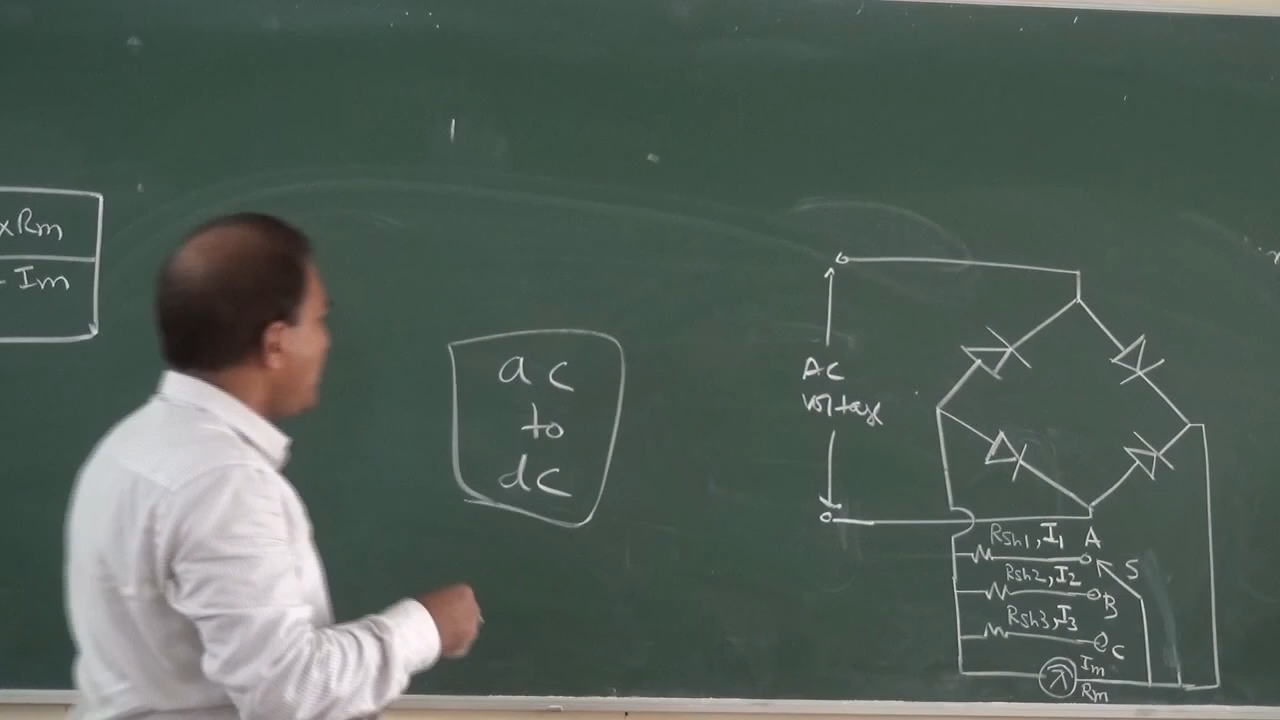 xRm
- Im
ac
to
dc
AC
voltage
Rsh1, I1 A
S
Rsh2, I2
B
Rsh3, I3
C
Im
Rm